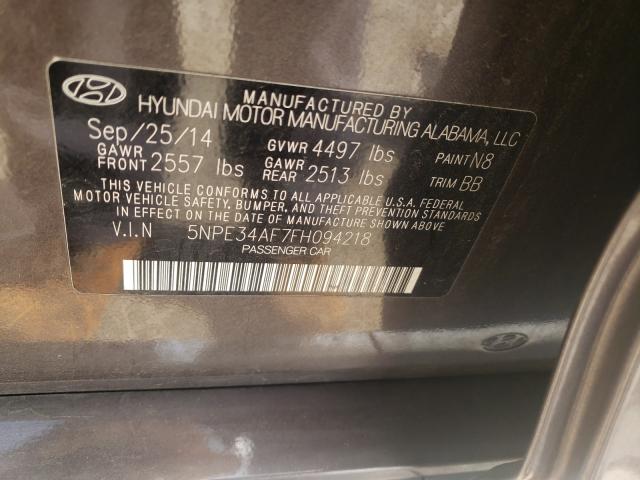 MANUFACTURED BY
HYUNDAI MOTOR MANUFACTURING ALABAMA, LLC
Sep/25/14 GVWR 4497 lbs PAINT N8
GAWR FRONT 2557 lbs GAWR REAR 2513 lbs TRIM BB
THIS VEHICLE CONFORMS TO ALL APPLICABLE U.S.A. FEDERAL
MOTOR VEHICLE SAFETY, BUMPER, AND THEFT PREVENTION STANDARDS
IN EFFECT ON THE DATE OF MANUFACTURE SHOWN ABOVE.
V.I.N 5NPE34AF7FH094218
PASSENGER CAR